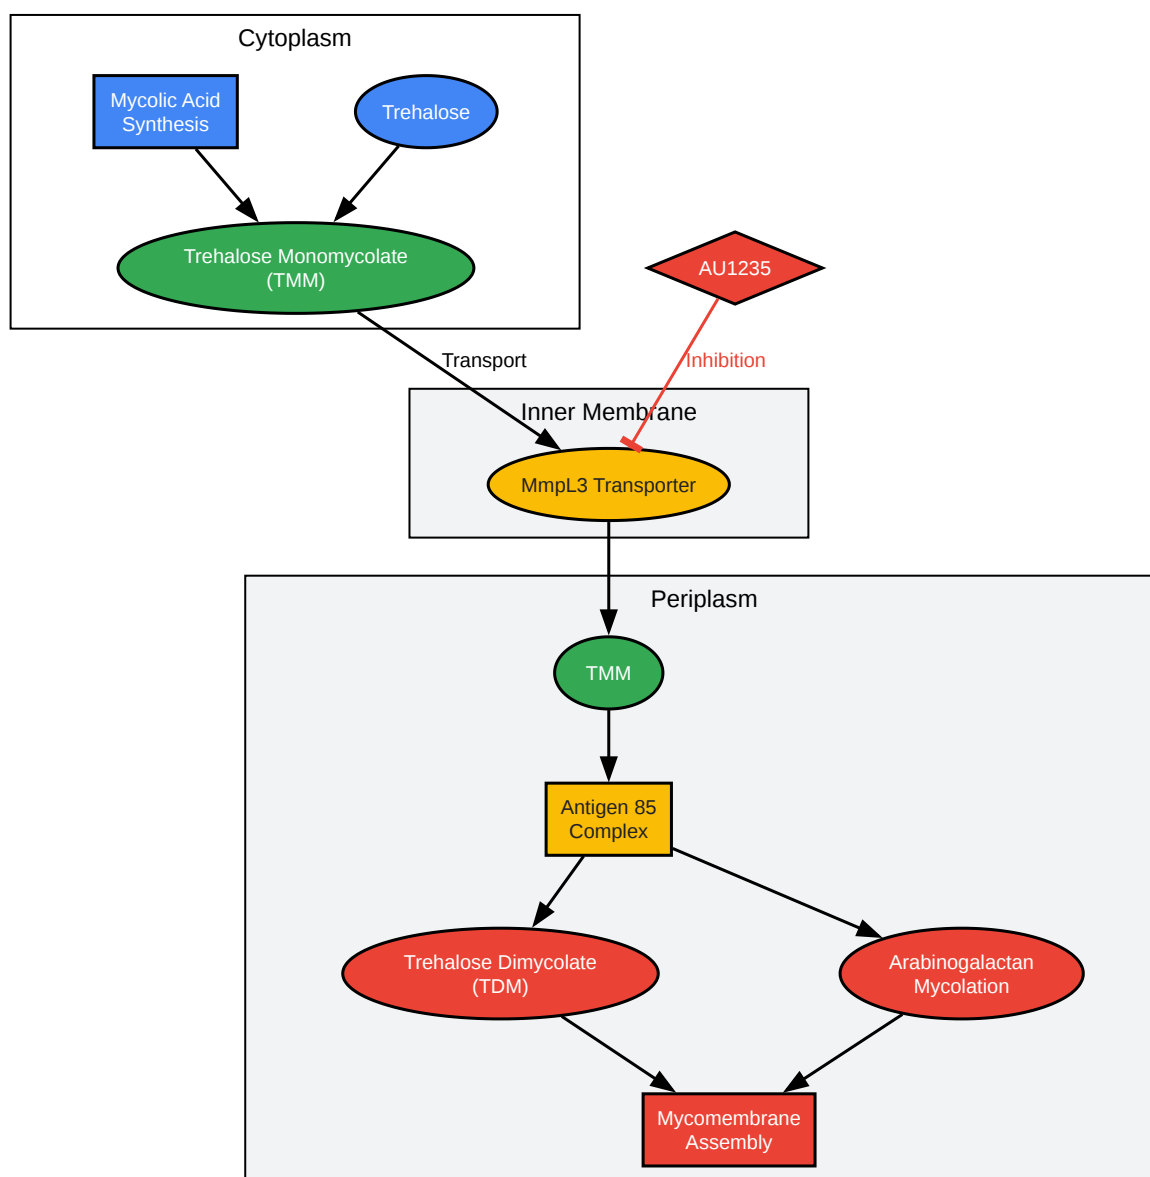 Cytoplasm
Mycolic Acid
Synthesis
Trehalose
Trehalose Monomycolate
(TMM)
AU1235
Transport
Inhibition
Inner Membrane
MmpL3 Transporter
Periplasm
TMM
Antigen 85
Complex
Trehalose Dimycolate
(TDM)
Arabinogalactan
Mycolation
Mycomembrane
Assembly